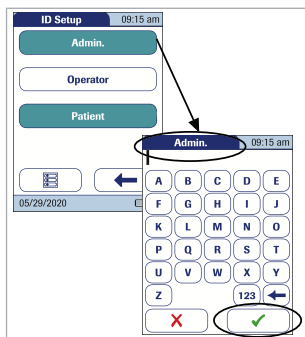 ID Setup 09:15 am
Admin.
Operator
Patient
05/29/2020
Admin. 09:15 am
A B C D E
F G H I J
K L M N O
P Q R S T
U V W X Y
Z 123